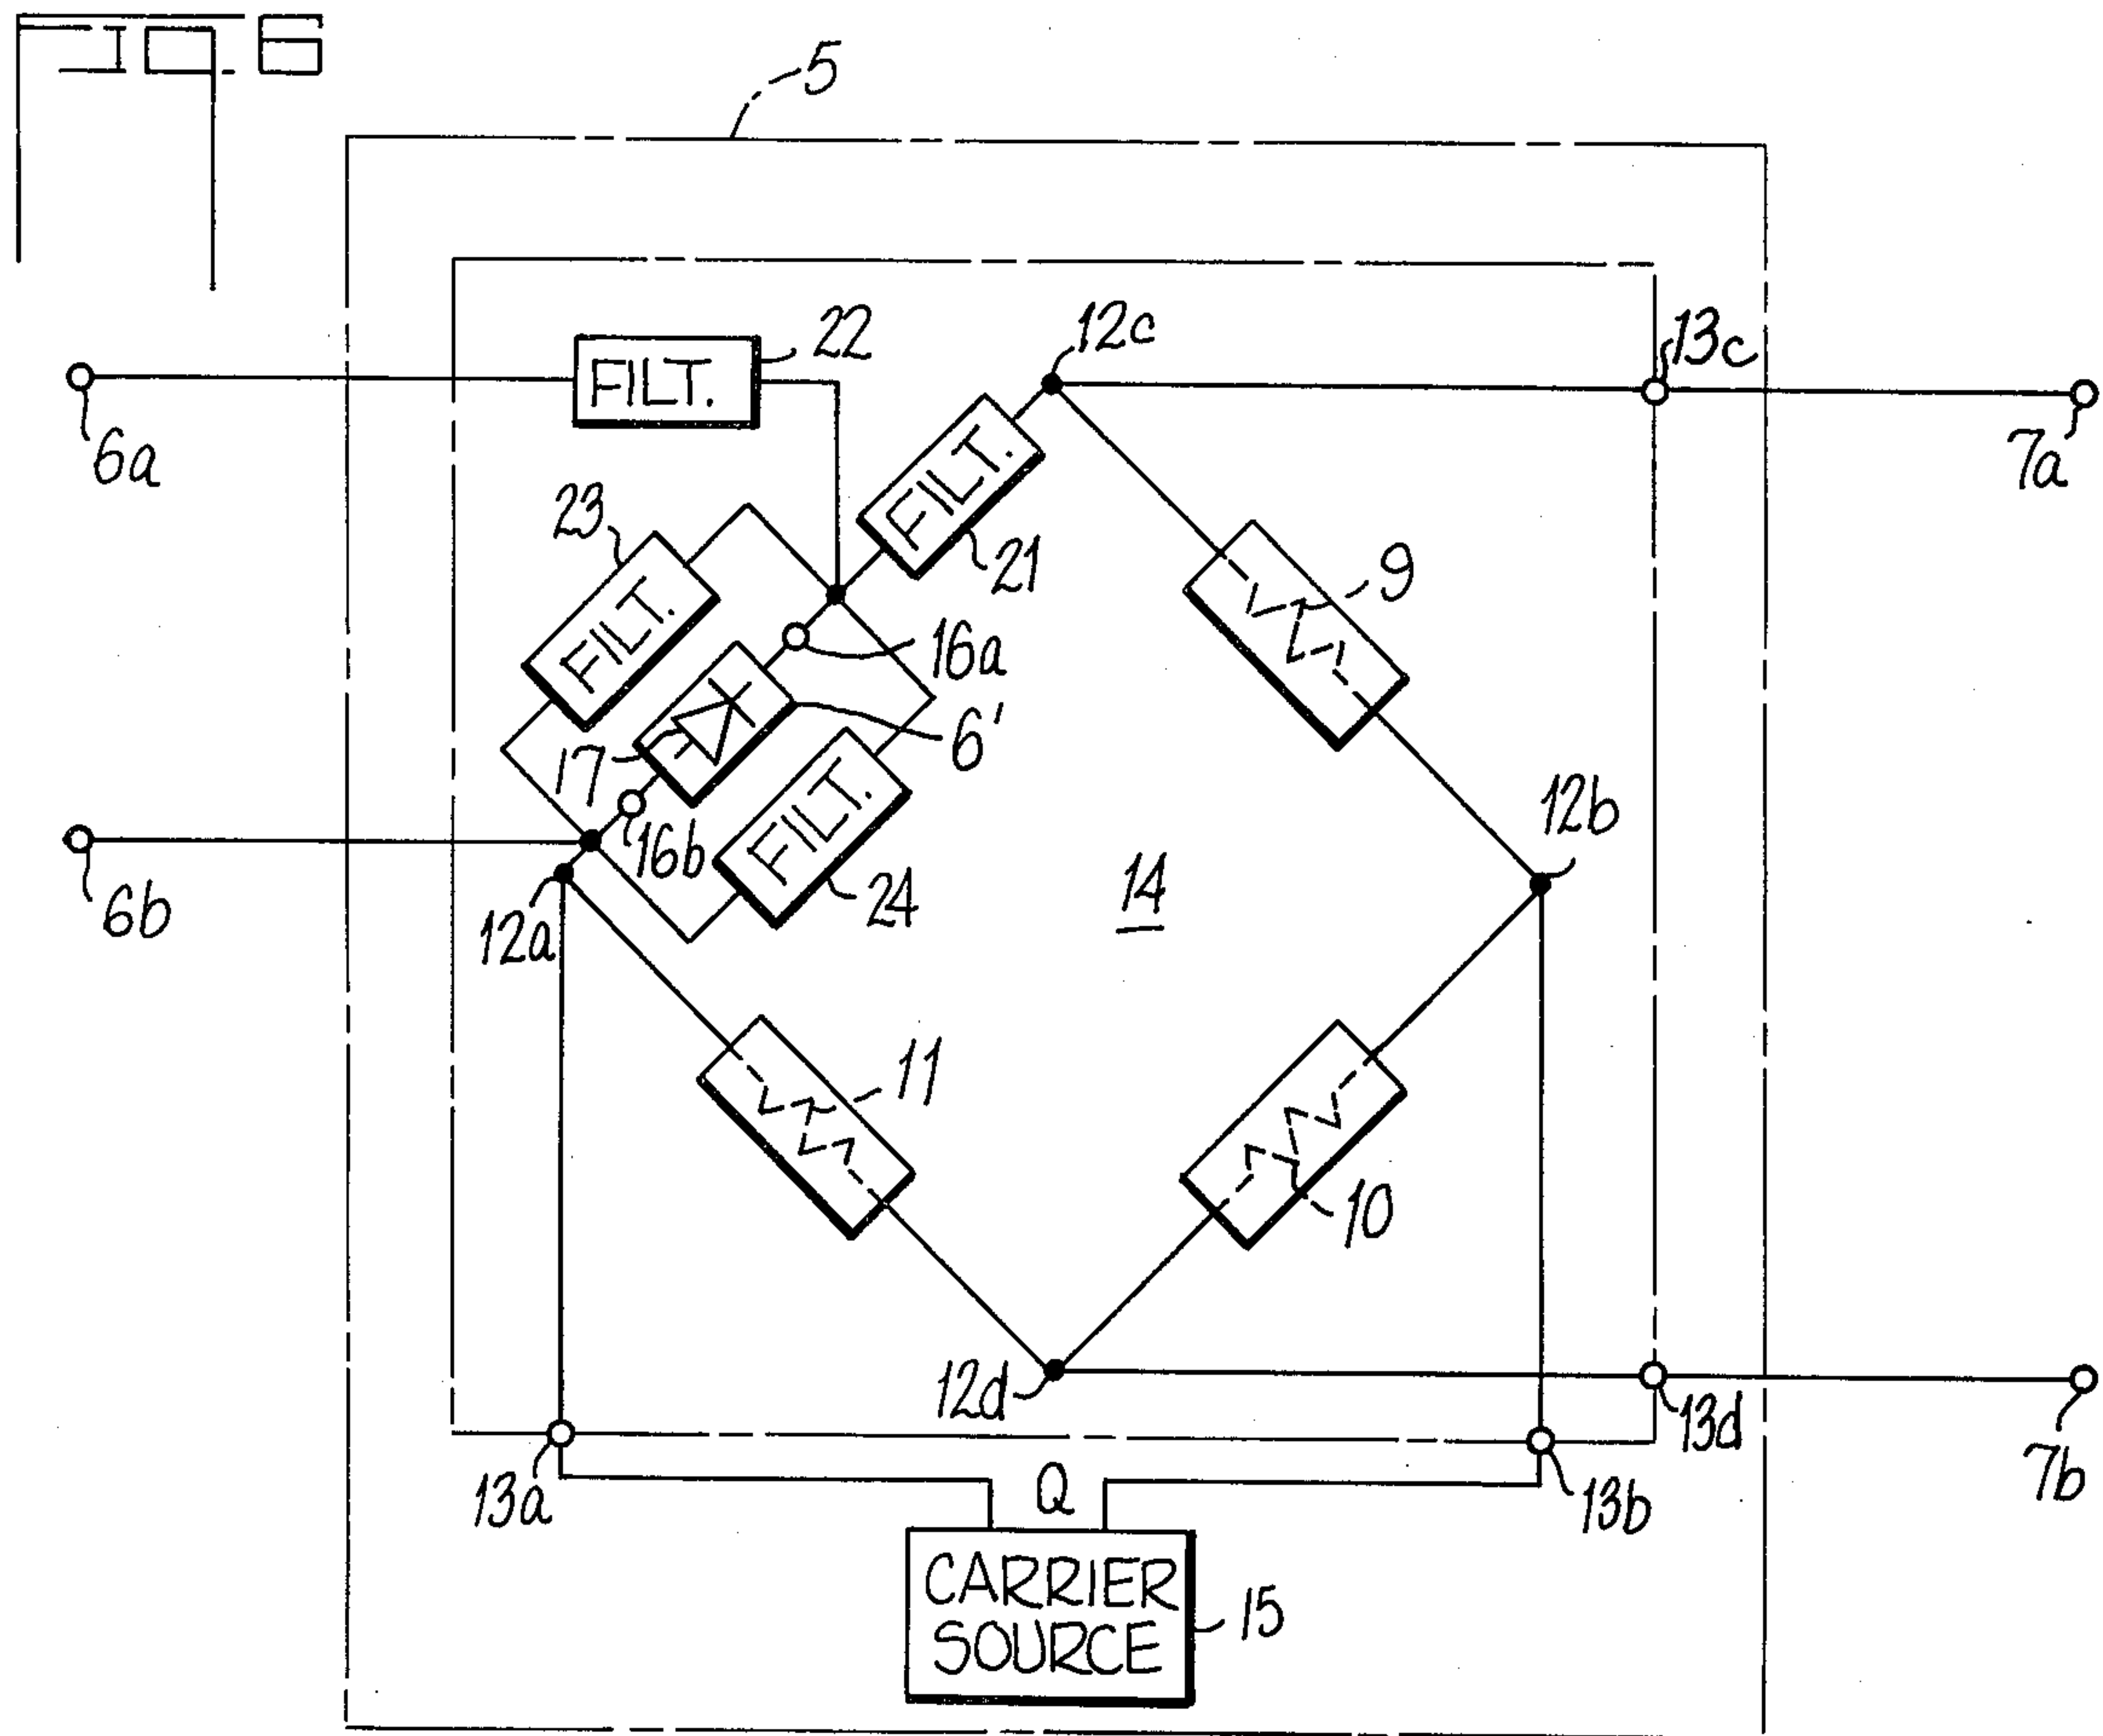 FIG. 6
5
22
FILT.
12c
13c
6a
7a
FILT.
21
23
FILT.
9
16a
6'
17
FILT.
24
16b
12b
6b
12a
14
11
10
12d
13d
13a
Q
13b
7b
CARRIER
SOURCE
15